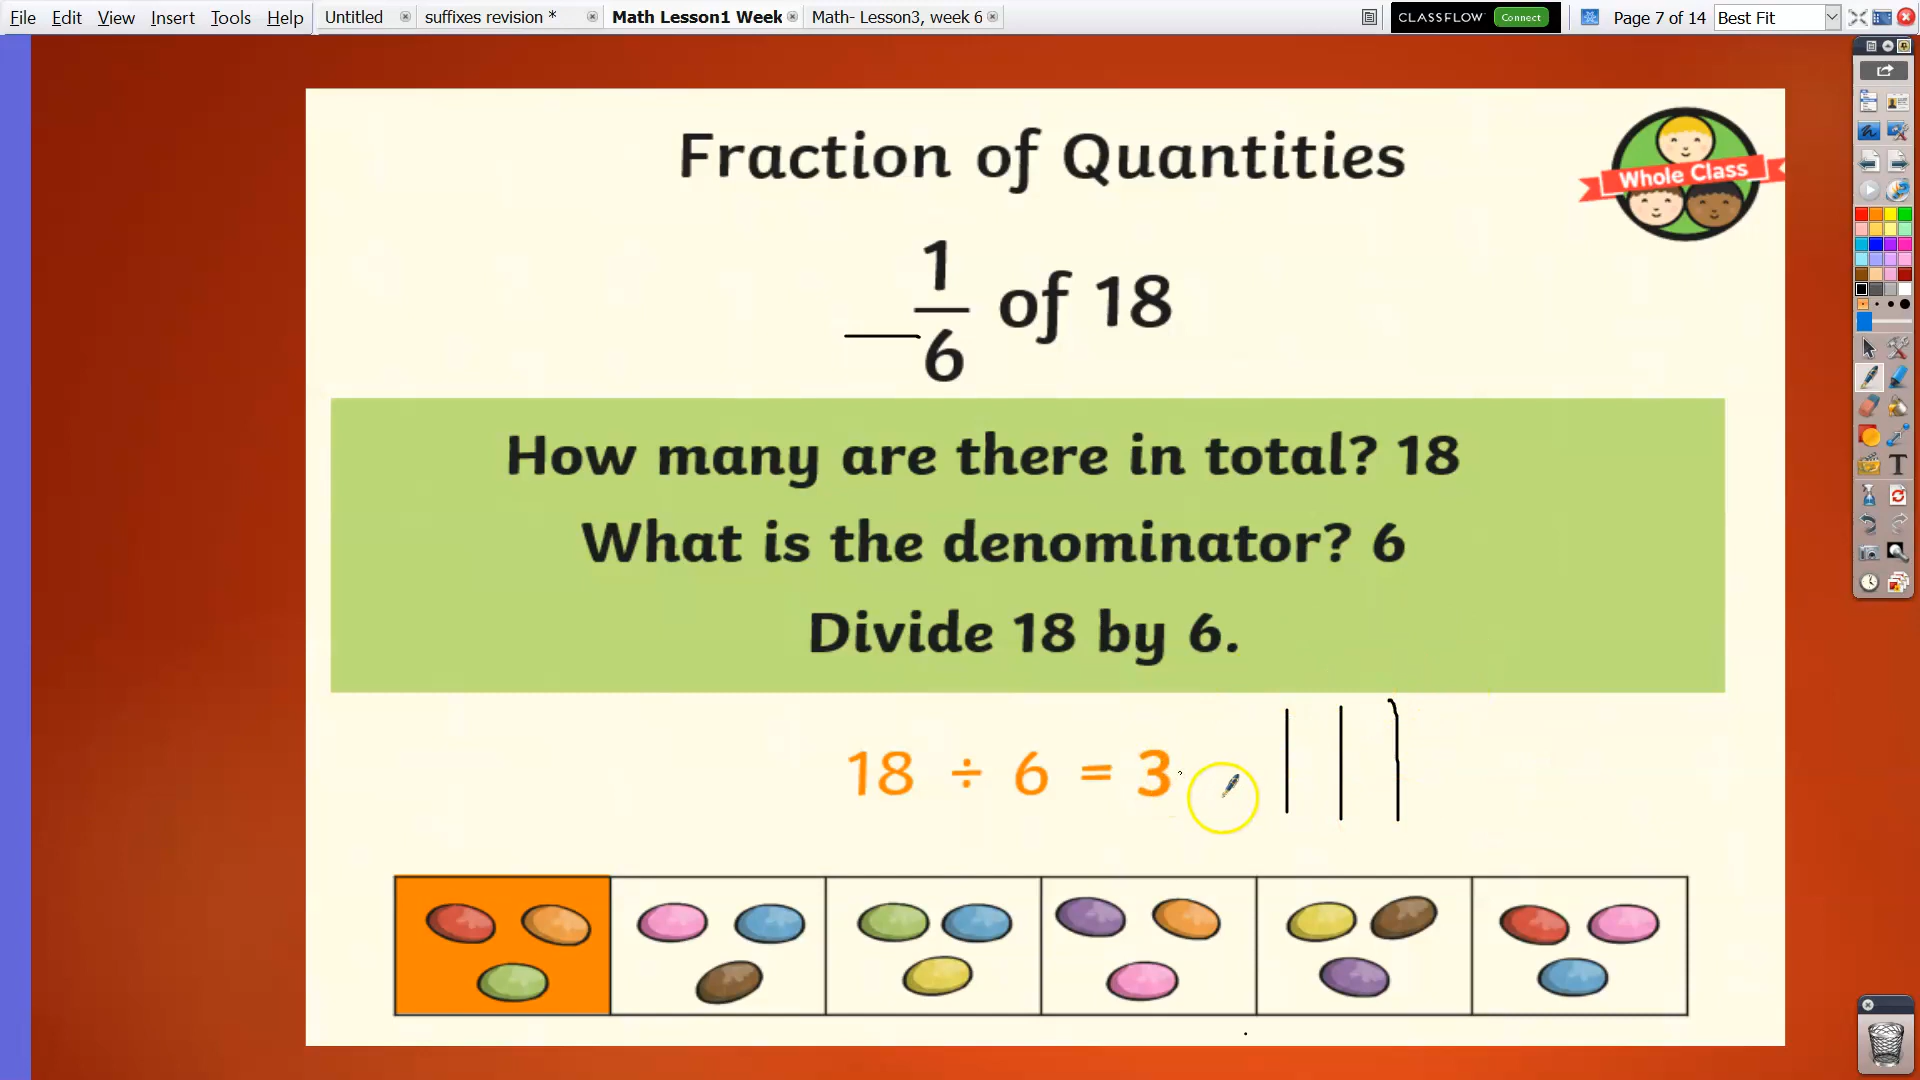 File Edit View Insert Tools Help Untitled suffixes revision * Math Lesson1 Week Math- Lesson3, week 6 CLASSFLOW Connect Page 7 of 14 Best Fit
Fraction of Quantities
Whole Class
1
6
of 18
How many are there in total? 18
What is the denominator? 6
Divide 18 by 6.
18 ÷ 6 = 3
T